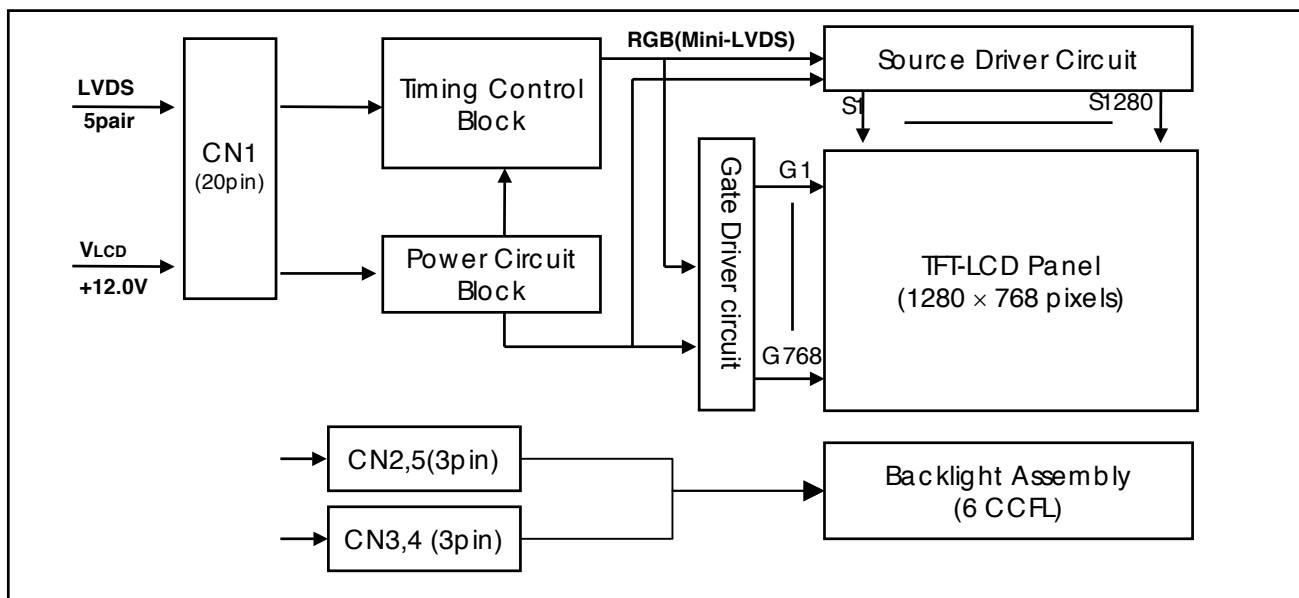 LVDS
5pair
VLCD
+12.0V
CN1
(20pin)
Timing Control
Block
Power Circuit
Block
RGB(Mini-LVDS)
Source Driver Circuit
S1
S1280
Gate Driver circuit
G1
G768
TFT-LCD Panel
(1280 × 768 pixels)
CN2,5(3pin)
CN3,4 (3pin)
Backlight Assembly
(6 CCFL)